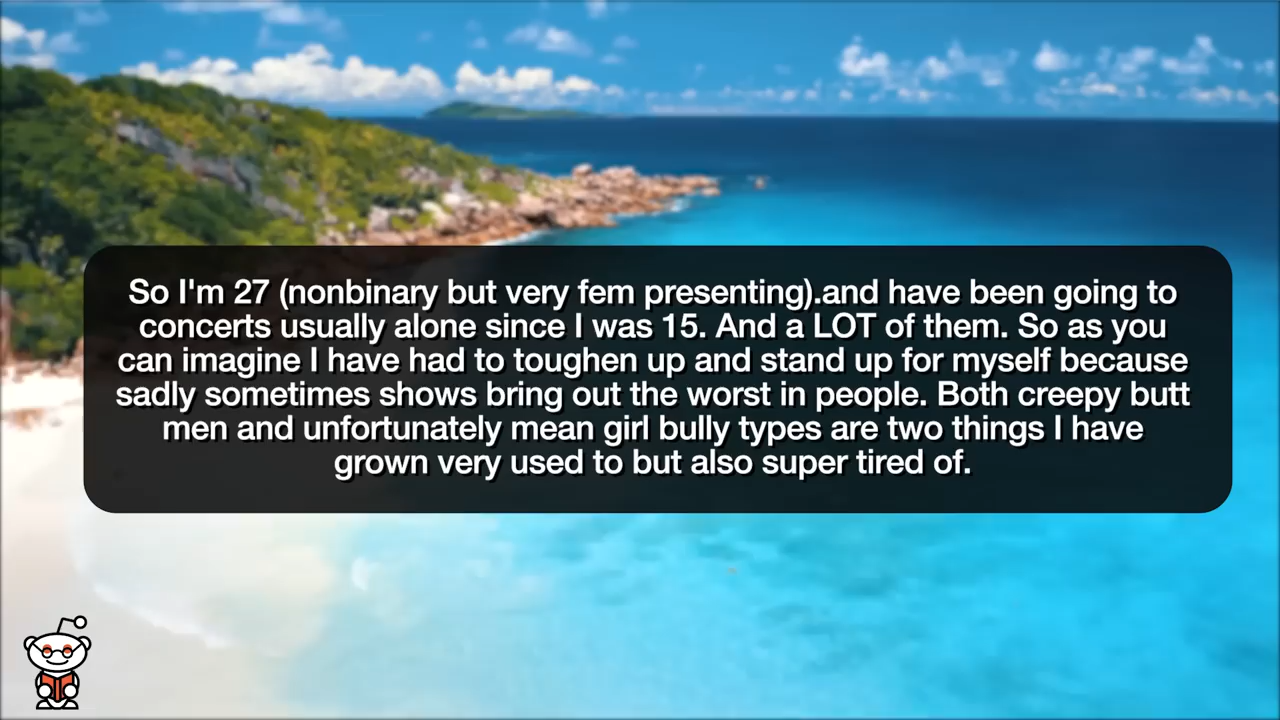 So I'm 27 (nonbinary but very fem presenting).and have been going to
concerts usually alone since I was 15. And a LOT of them. So as you
can imagine I have had to toughen up and stand up for myself because
sadly sometimes shows bring out the worst in people. Both creepy butt
men and unfortunately mean girl bully types are two things I have
grown very used to but also super tired of.